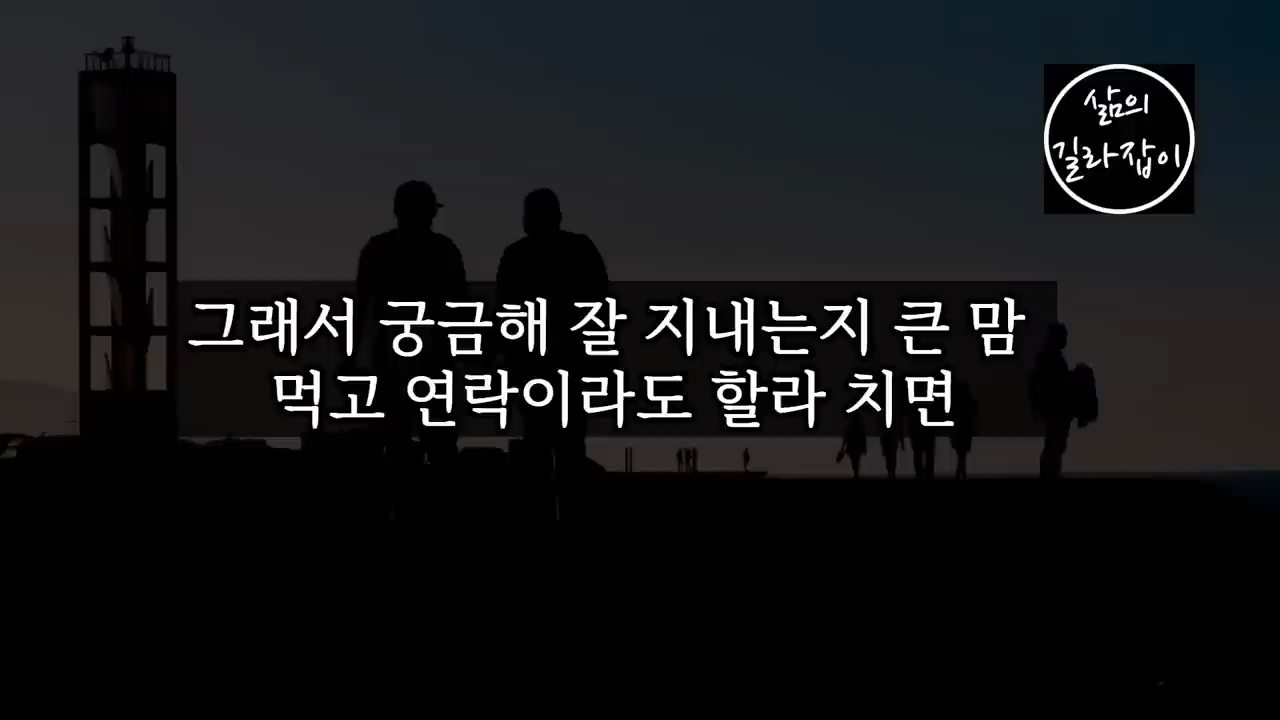 삶의
길라잡이
그래서 궁금해 잘 지내는지 큰 맘
먹고 연락이라도 할라 치면